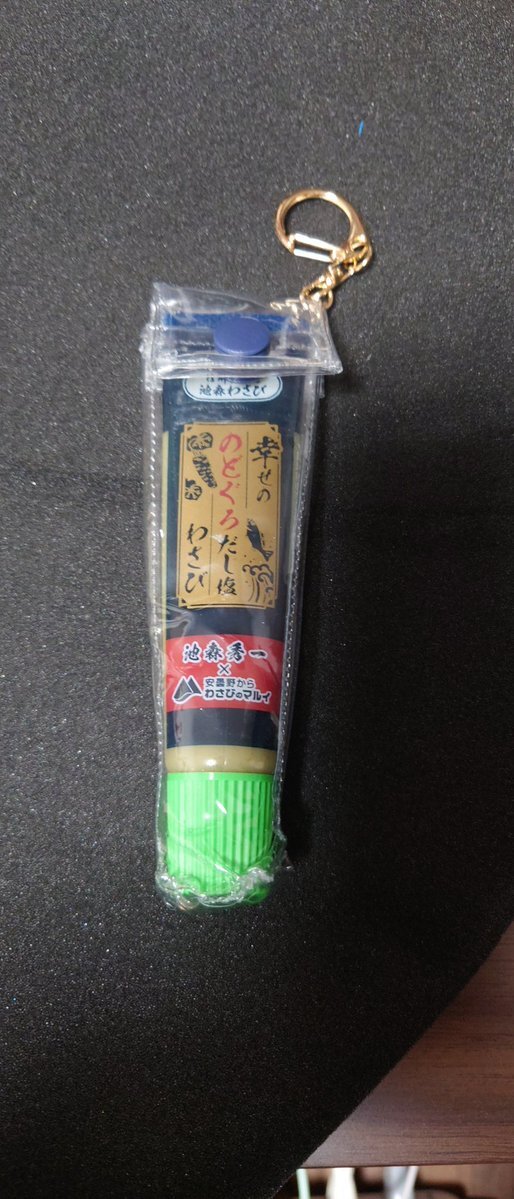 池森わさび
幸せの
のどぐろ
だし塩
わさび
池森秀一
×
安曇野から
わさびのマルイ